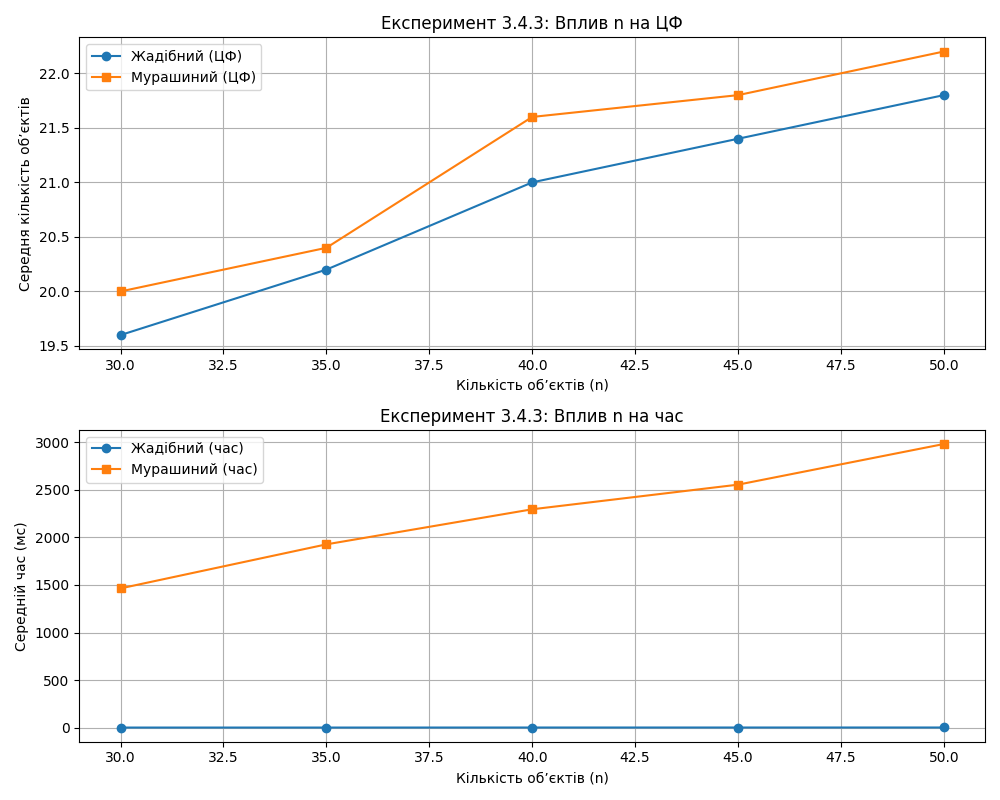 Експеримент 3.4.3: Вплив n на ЦФ
Жадібний (ЦФ)
Мурашиний (ЦФ)
Середня кількість об’єктів
22.0
21.5
21.0
20.5
20.0
19.5
30.0 32.5 35.0 37.5 40.0 42.5 45.0 47.5 50.0
Кількість об’єктів (n)
Експеримент 3.4.3: Вплив n на час
Жадібний (час)
Мурашиний (час)
Середній час (мс)
3000
2500
2000
1500
1000
500
0
30.0 32.5 35.0 37.5 40.0 42.5 45.0 47.5 50.0
Кількість об’єктів (n)